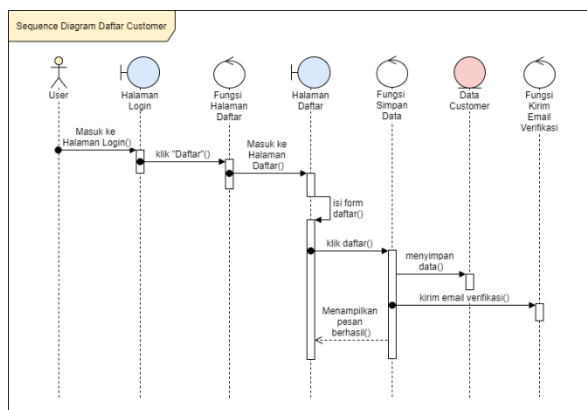 Sequence Diagram Daftar Customer
User
Halaman
Login
Fungsi
Halaman
Daftar
Halaman
Daftar
Fungsi
Simpan
Data
Data
Customer
Fungsi
Kirim
Email
Verifikasi
Masuk ke
Halaman Login()
klik "Daftar"()
Masuk ke
Halaman
Daftar()
isi form
daftar()
klik daftar()
menyimpan
data()
kirim email verifikasi()
Menampilkan
pesan
berhasil()